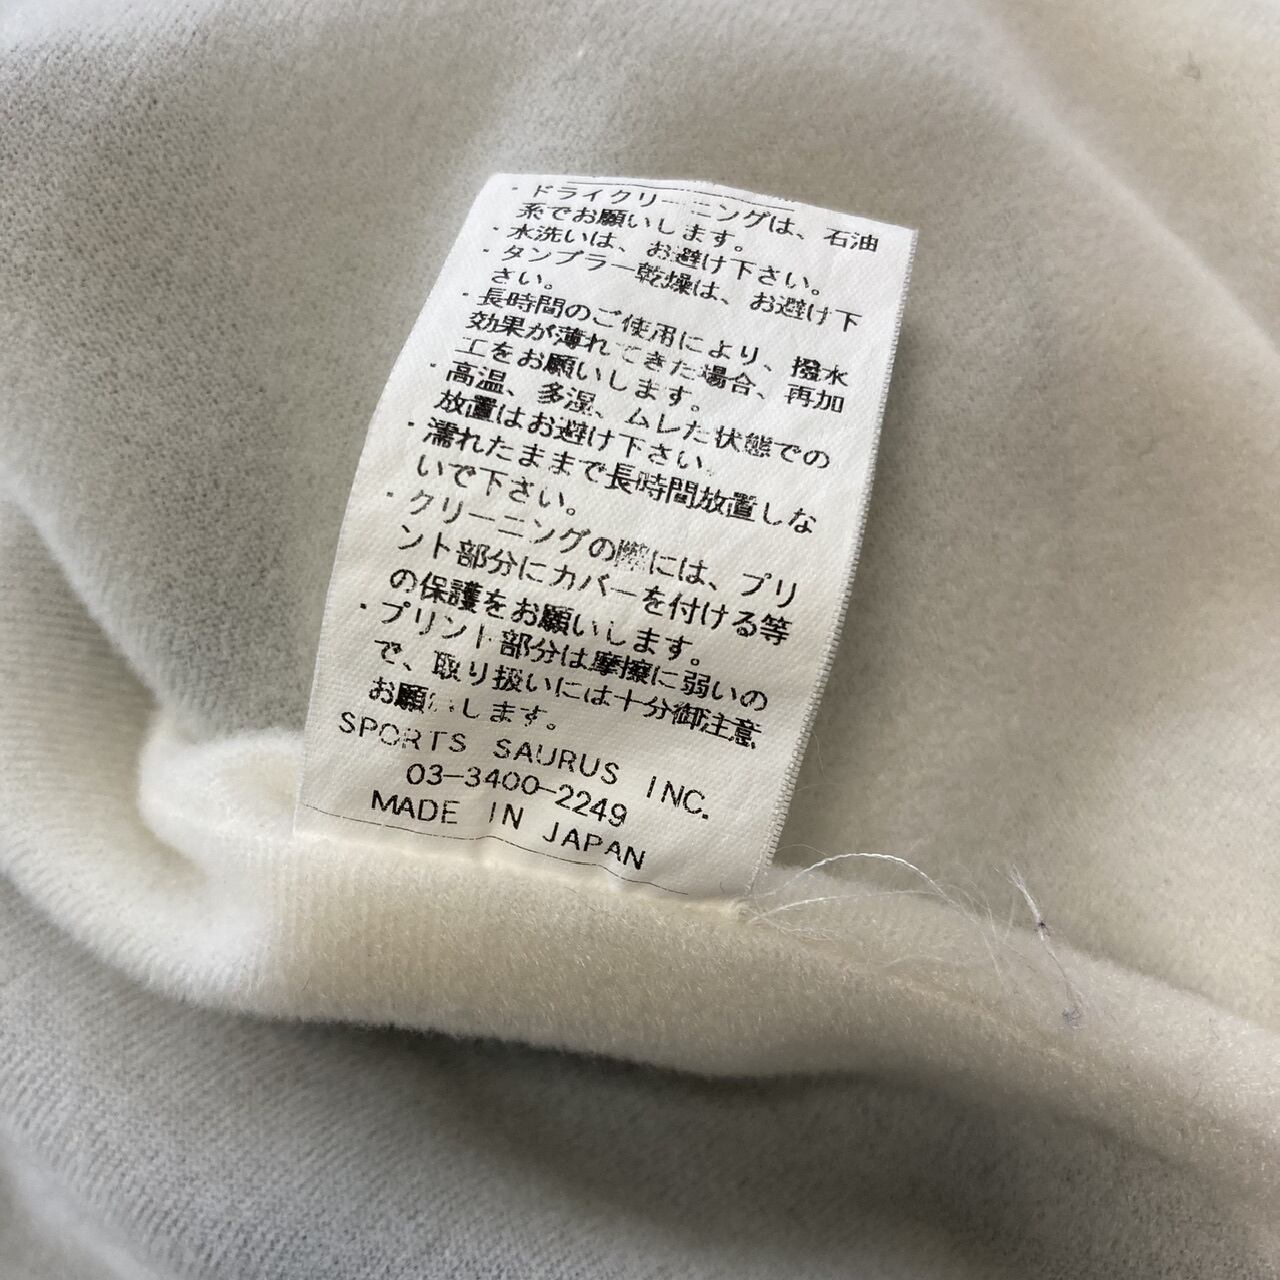 ・ドライクリーニングは、石油
糸でお願いします。
・水洗いは、お避け下さい。
・タンブラー乾燥は、お避け下
さい。
・長時間のご使用により、撥水
効果が薄れてきた場合、再加
工をお願いします。
・高温、多湿、ムレた状態での
放置はお避け下さい。
・濡れたままで長時間放置しな
いで下さい。
・クリーニングの際には、プリ
ント部分にカバーを付ける等
の保護をお願いします。
・プリント部分は摩擦に弱いの
で、取り扱いには十分御注意
お願いします。
SPORTS SAURUS INC.
03-3400-2249
MADE IN JAPAN